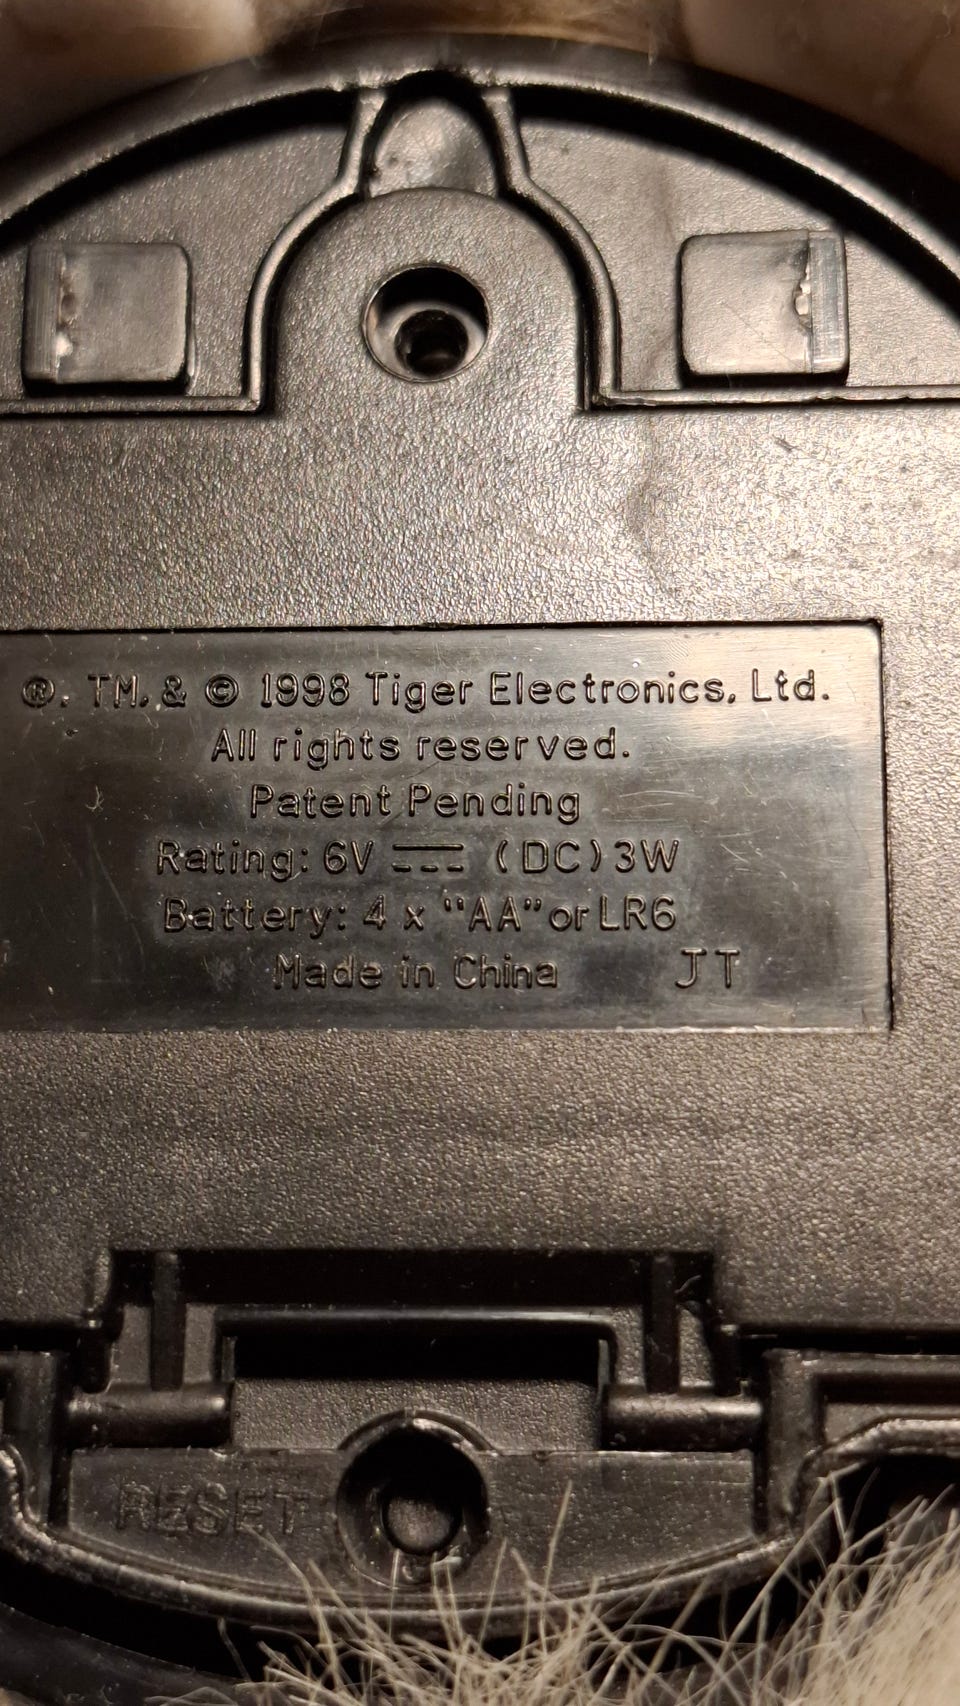 ®. TM. & © 1998 Tiger Electronics, Ltd.
All rights reserved.
Patent Pending
Rating: 6V ⎓ (DC) 3W
Battery: 4 x "AA" or LR6
Made in China JT
RESET